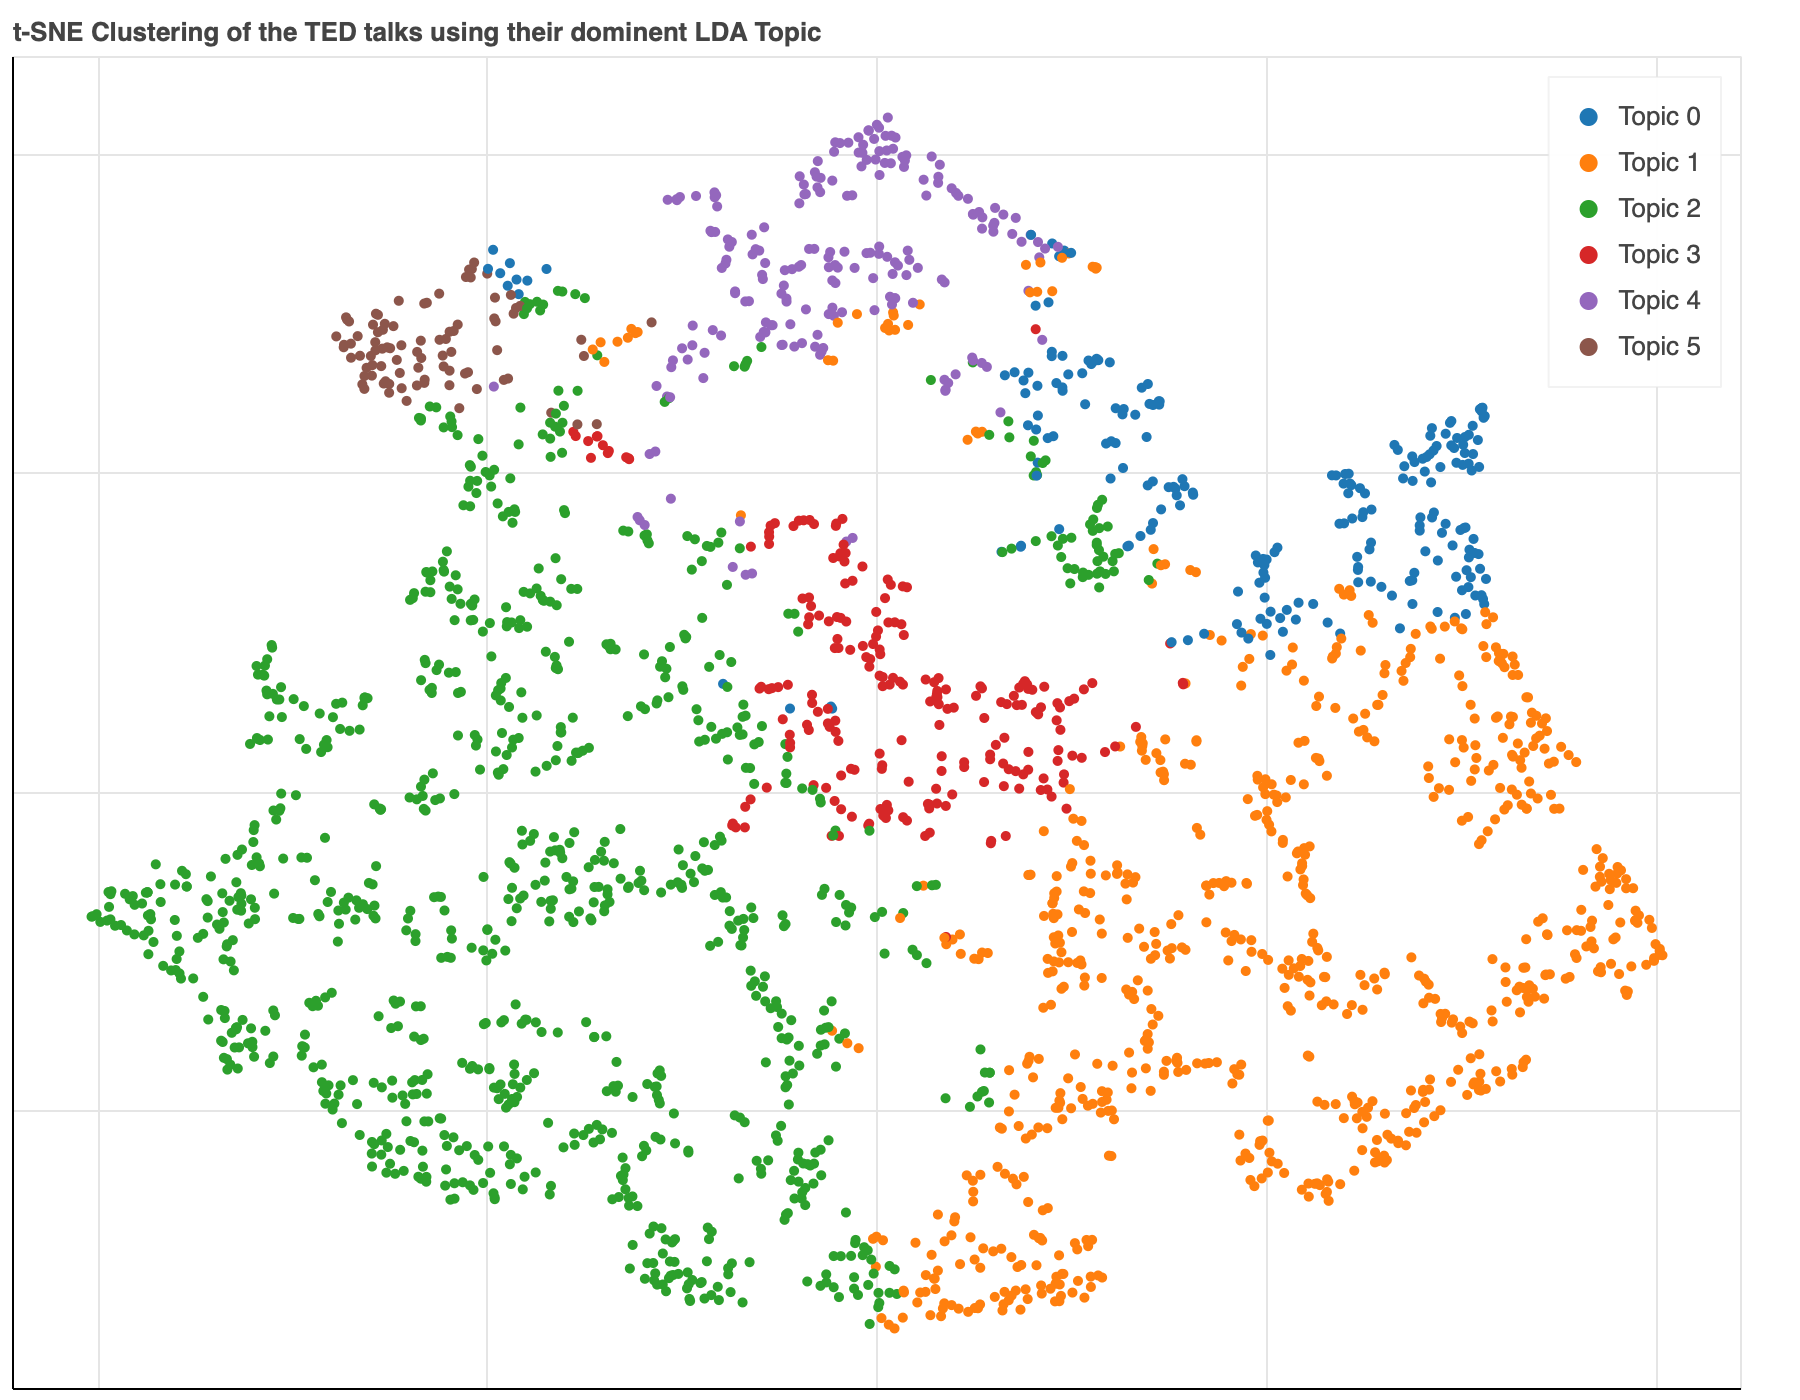 t-SNE Clustering of the TED talks using their dominent LDA Topic
Topic 0
Topic 1
Topic 2
Topic 3
Topic 4
Topic 5